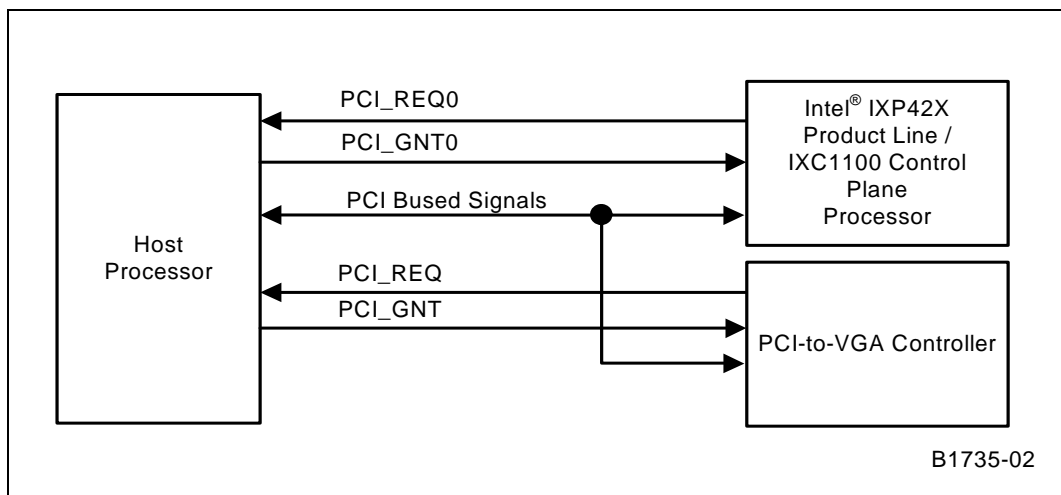 PCI_REQ0
PCI_GNT0
PCI Bused Signals
Host
Processor
PCI_REQ
PCI_GNT
Intel® IXP42X
Product Line /
IXC1100 Control
Plane
Processor
PCI-to-VGA Controller
B1735-02